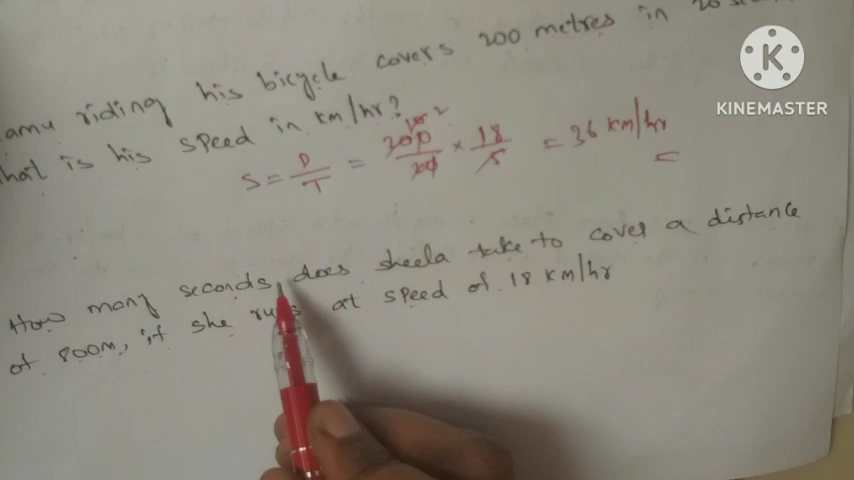 amu riding his bicycle covers 200 metres in 20
hat is his speed in km/hr?
S = D/T = 200/20 × 18/5 = 36 km/hr
How many seconds does sheela take to cover a distance
of 800m, if she runs at speed of 18 km/hr
K
KINEMASTER